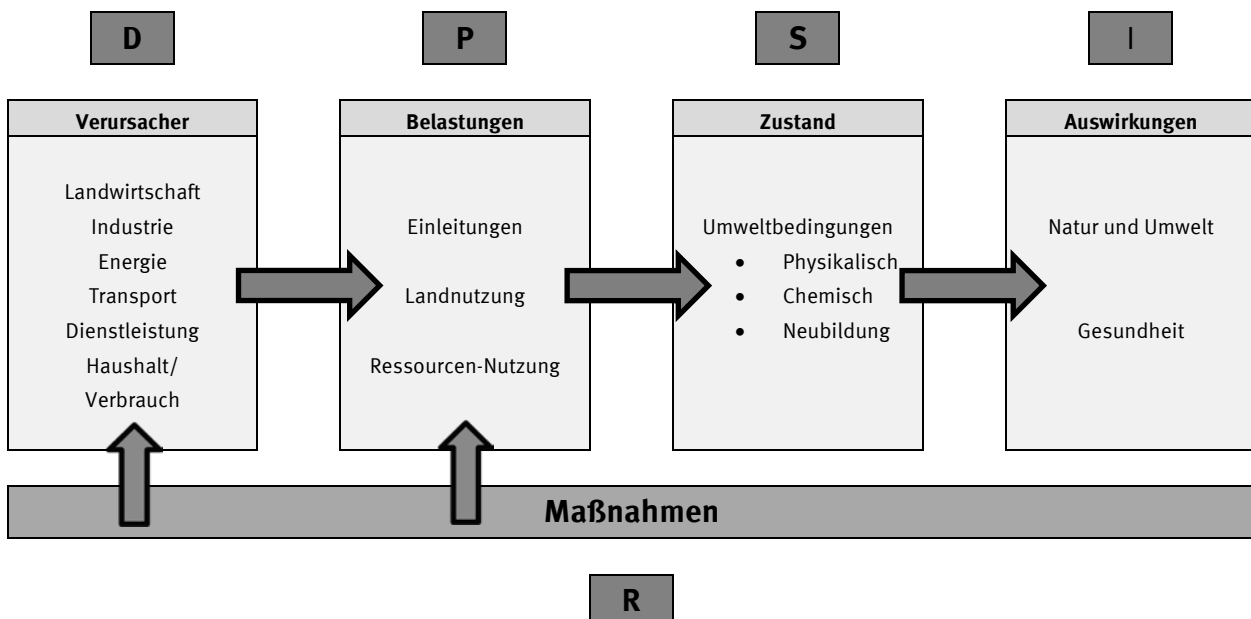 D
P
S
I
Verursacher
Landwirtschaft
Industrie
Energie
Transport
Dienstleistung
Haushalt/
Verbrauch
Belastungen
Einleitungen
Landnutzung
Ressourcen-Nutzung
Zustand
Umweltbedingungen
• Physikalisch
• Chemisch
• Neubildung
Auswirkungen
Natur und Umwelt
Gesundheit
Maßnahmen
R